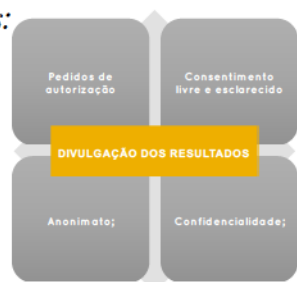 s:
Pedidos de
autorização
Consentimento
livre e esclarecido
DIVULGAÇÃO DOS RESULTADOS
Anonimato;
Confidencialidade;